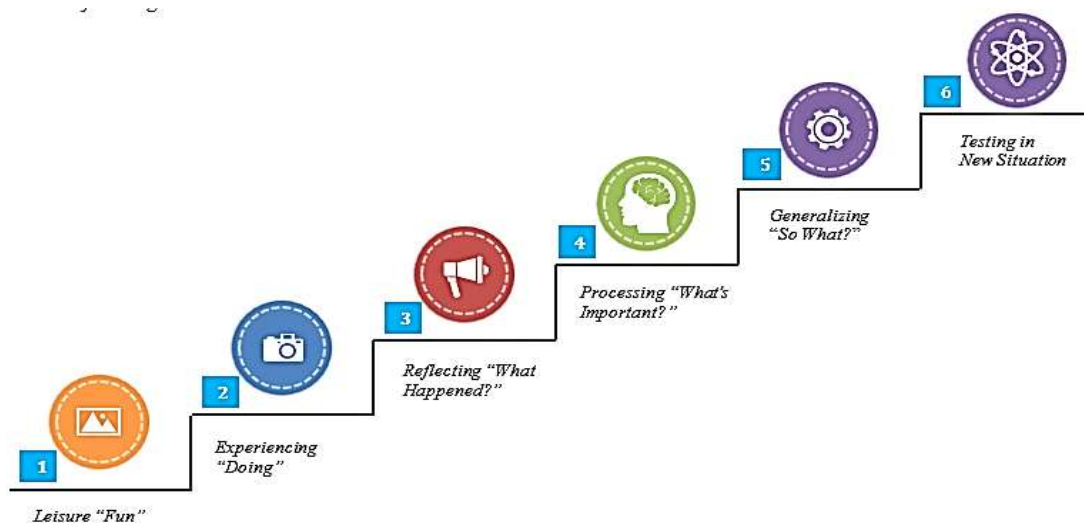 1
Leisure “Fun”
2
Experiencing
“Doing”
3
Reflecting “What
Happened?”
4
Processing “What's
Important?”
5
Generalizing
“So What?”
6
Testing in
New Situation